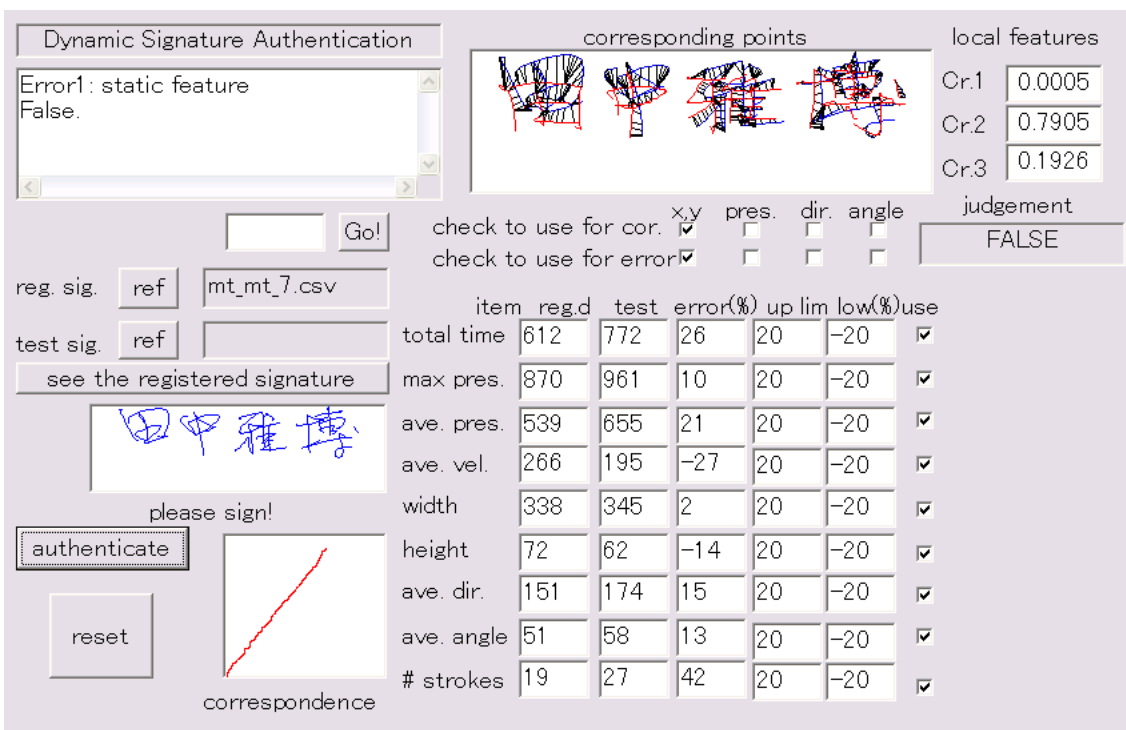 Dynamic Signature Authentication
Error1 : static feature
False.
corresponding points
local features
Cr.1 0.0005
Cr.2 0.7905
Cr.3 0.1926
judgement
FALSE
Go!
x,y pres. dir. angle
check to use for cor.
check to use for error
reg. sig. ref mt_mt_7.csv
test sig. ref
see the registered signature
田中雅博
please sign!
authenticate
reset
correspondence
item reg.d test error(%) up lim low(%) use
total time 612 772 26 20 -20
max pres. 870 961 10 20 -20
ave. pres. 539 655 21 20 -20
ave. vel. 266 195 -27 20 -20
width 338 345 2 20 -20
height 72 62 -14 20 -20
ave. dir. 151 174 15 20 -20
ave. angle 51 58 13 20 -20
# strokes 19 27 42 20 -20